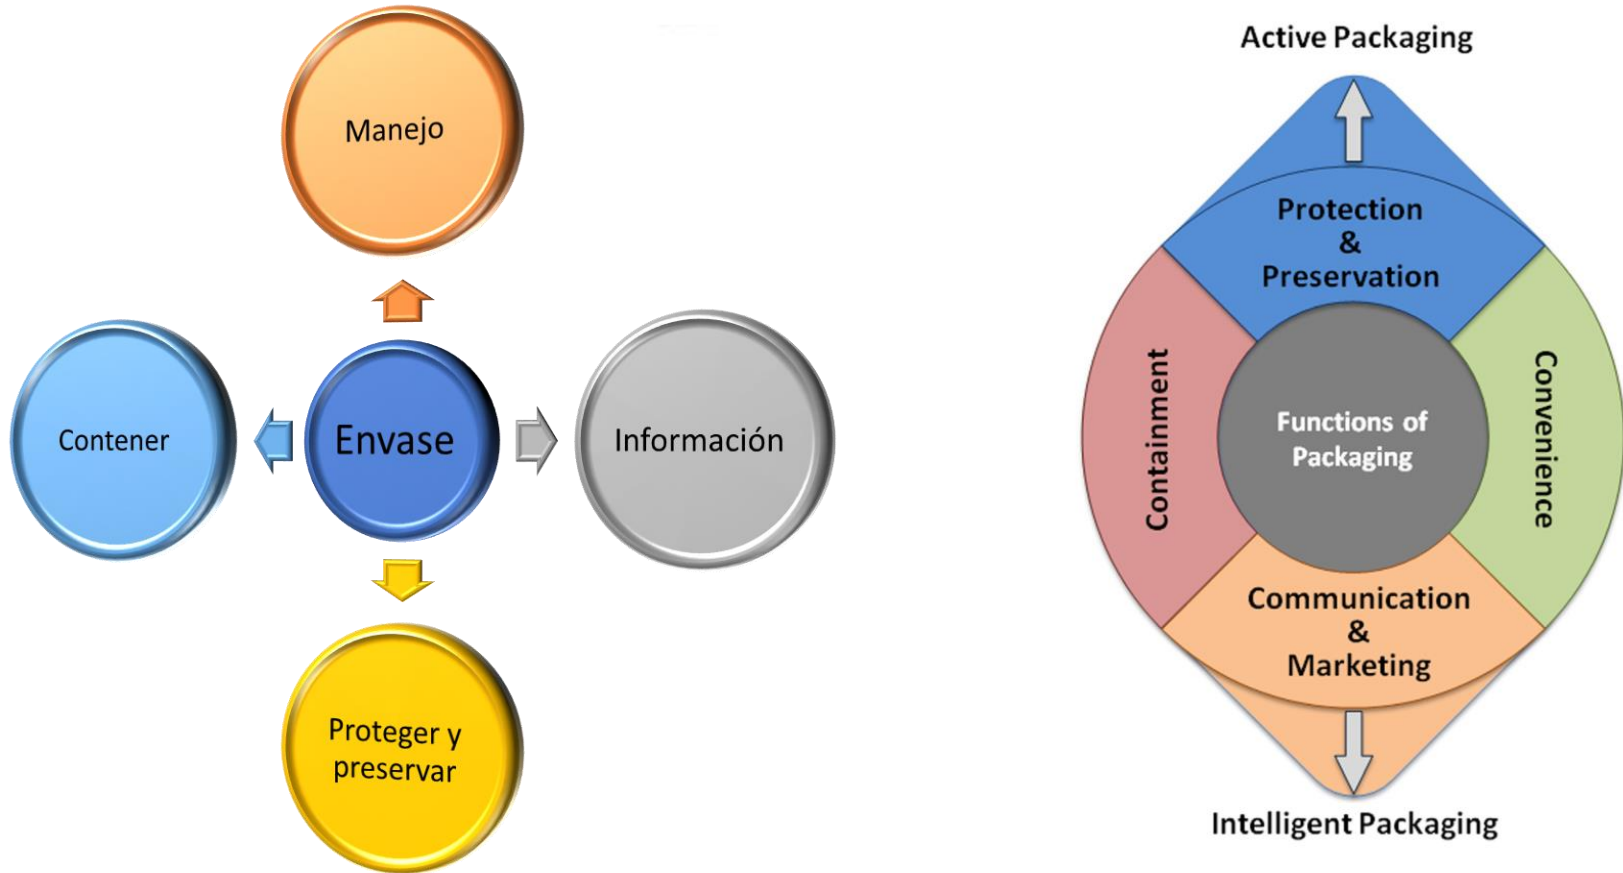 Manejo
Contener
Envase
Información
Proteger y
preservar
Active Packaging
Protection
&
Preservation
Containment
Functions of
Packaging
Convenience
Communication
&
Marketing
Intelligent Packaging